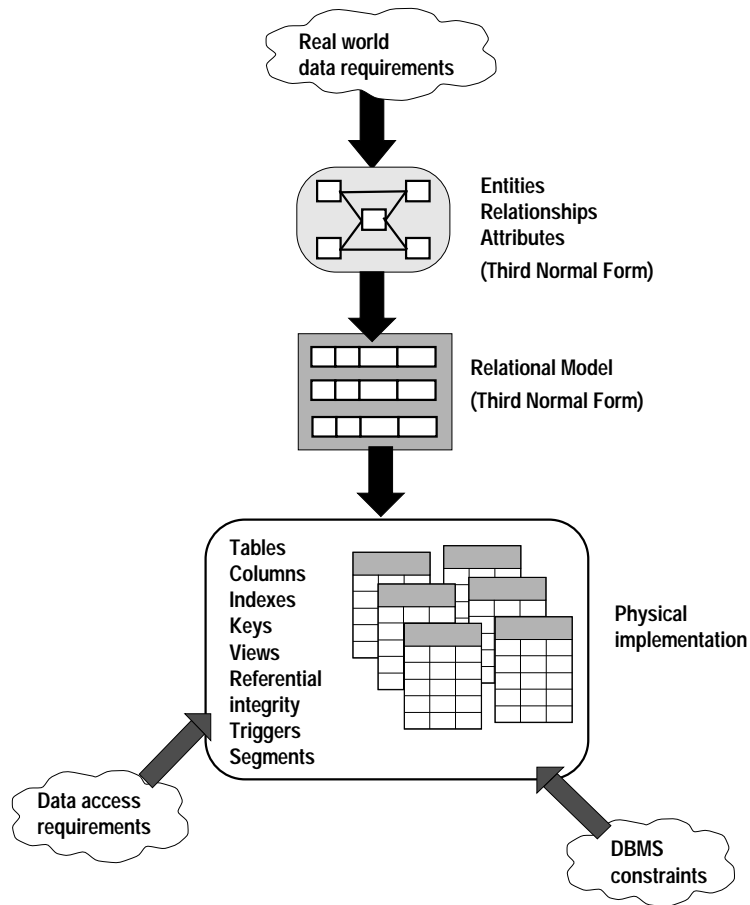 Real world
data requirements
Entities
Relationships
Attributes
(Third Normal Form)
Relational Model
(Third Normal Form)
Tables
Columns
Indexes
Keys
Views
Referential
integrity
Triggers
Segments
Physical
implementation
Data access
requirements
DBMS
constraints